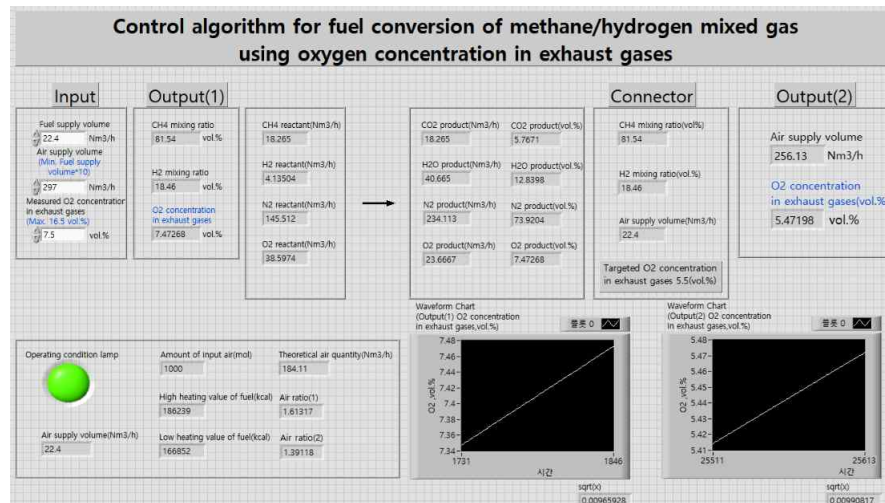 Control algorithm for fuel conversion of methane/hydrogen mixed gas
using oxygen concentration in exhaust gases
Input
Fuel supply volume
22.4 Nm3/h
Air supply volume
(Min. Fuel supply
volume*10)
297 Nm3/h
Measured O2 concentration
in exhaust gases
(Max. 16.5 vol.%)
7.5 vol.%
Output(1)
CH4 mixing ratio
81.54 vol.%
H2 mixing ratio
18.46 vol.%
O2 concentration
in exhaust gases
7.47268 vol.%
CH4 reactant(Nm3/h)
18.265
H2 reactant(Nm3/h)
4.13504
N2 reactant(Nm3/h)
145.512
O2 reactant(Nm3/h)
38.5974
CO2 product(Nm3/h) CO2 product(vol.%)
18.265 5.7671
H2O product(Nm3/h) H2O product(vol.%)
40.665 12.8398
N2 product(Nm3/h) N2 product(vol.%)
234.113 73.9204
O2 product(Nm3/h) O2 product(vol.%)
23.6667 7.47268
Connector
CH4 mixing ratio(vol%)
81.54
H2 mixing ratio(vol.%)
18.46
Air supply volume(Nm3/h)
22.4
Targeted O2 concentration
in exhaust gases 5.5(vol.%)
Output(2)
Air supply volume
256.13 Nm3/h
O2 concentration
in exhaust gases(vol.%
5.47198 vol.%
Operating condition lamp
Air supply volume(Nm3/h)
22.4
Amount of input air(mol) Theoretical air quantity(Nm3/h)
1000 184.11
High heating value of fuel(kcal) Air ratio(1)
186239 1.61317
Low heating value of fuel(kcal) Air ratio(2)
166852 1.39118
Waveform Chart
(Output(1) O2 concentration
in exhaust gases,vol.%)
플롯 0
7.48
7.46
7.44
7.42
7.4
7.38
7.36
7.34
O2 ,vol.%
1731 1846
시간
sqrt(x)
0.00965928
Waveform Chart
(Output(2) O2 concentration
in exhaust gases,vol.%)
플롯 0
5.48
5.47
5.46
5.45
5.44
5.43
5.42
5.41
O2,vol.%
25511 25613
시간
sqrt(x)
0.00990817